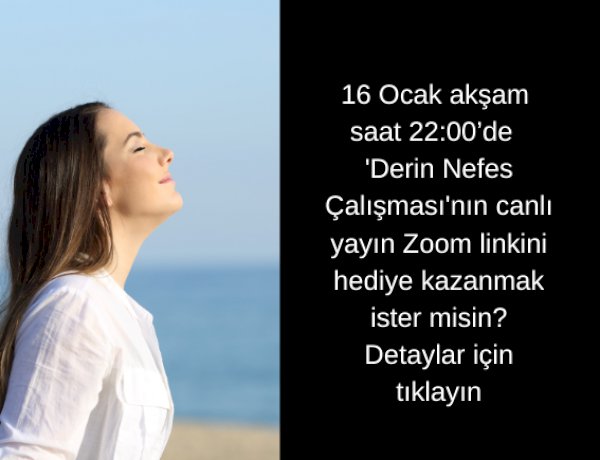 16 Ocak akşam
saat 22:00’de
'Derin Nefes
Çalışması'nın canlı
yayın Zoom linkini
hediye kazanmak
ister misin?
Detaylar için
tıklayın